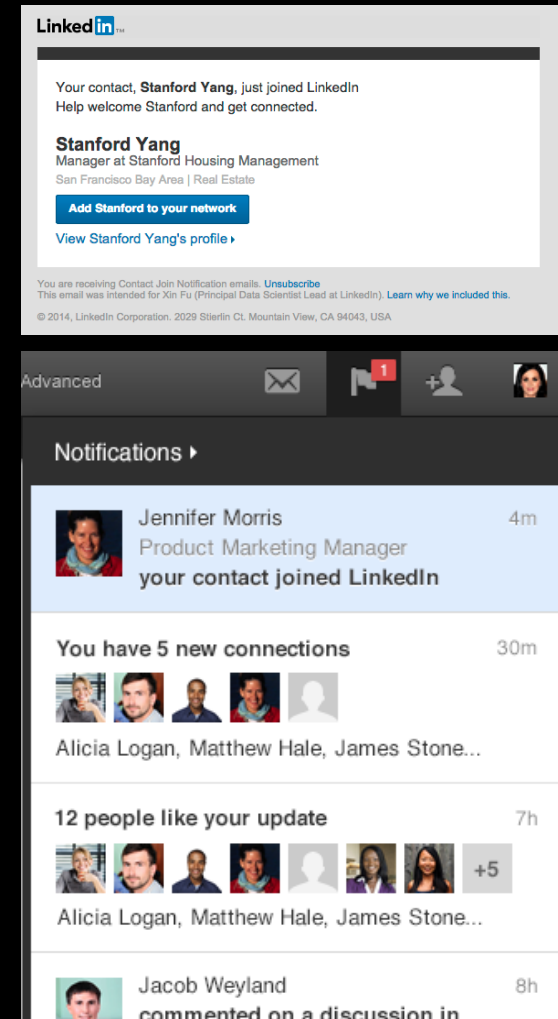 Linked in ™
Your contact, Stanford Yang, just joined LinkedIn
Help welcome Stanford and get connected.
Stanford Yang
Manager at Stanford Housing Management
San Francisco Bay Area | Real Estate
Add Stanford to your network
View Stanford Yang's profile ▸
You are receiving Contact Join Notification emails. Unsubscribe
This email was intended for Xin Fu (Principal Data Scientist Lead at LinkedIn). Learn why we included this.
© 2014, LinkedIn Corporation. 2029 Stierlin Ct. Mountain View, CA 94043, USA
Advanced
1
Notifications ▸
Jennifer Morris 4m
Product Marketing Manager
your contact joined LinkedIn
You have 5 new connections 30m
Alicia Logan, Matthew Hale, James Stone...
12 people like your update 7h
+5
Alicia Logan, Matthew Hale, James Stone...
Jacob Weyland 8h
commented on a discussion in